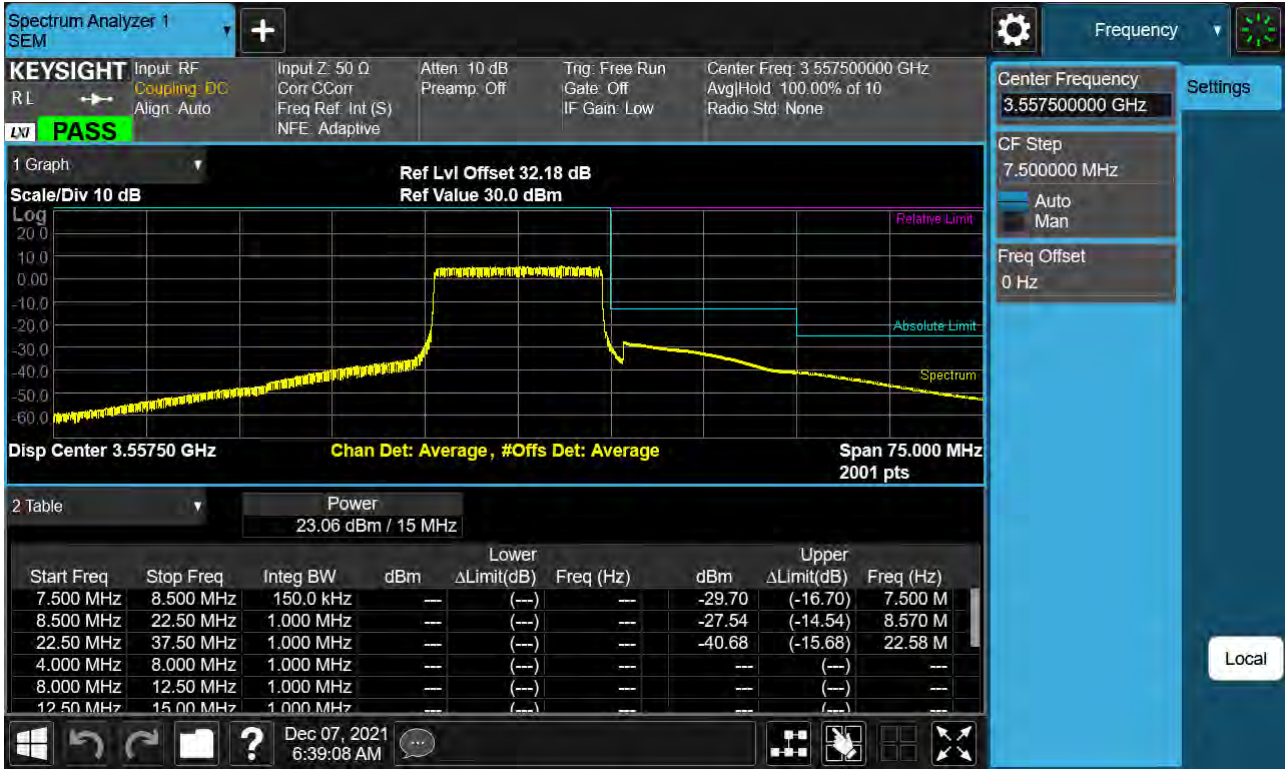 Spectrum Analyzer 1
SEM
Frequency
KEYSIGHT
R L
LXI
PASS
Input: RF
Coupling: DC
Align: Auto
Input Z: 50 Ω
Corr CCorr
Freq Ref: Int (S)
NFE: Adaptive
Atten: 10 dB
Preamp: Off
Trig: Free Run
Gate: Off
IF Gain: Low
Center Freq: 3.557500000 GHz
Avg|Hold: 100.00% of 10
Radio Std: None
Center Frequency
3.557500000 GHz
Settings
CF Step
7.500000 MHz
Auto
Man
Freq Offset
0 Hz
1 Graph
Ref Lvl Offset 32.18 dB
Scale/Div 10 dB
Ref Value 30.0 dBm
Log
20.0
10.0
0.00
-10.0
-20.0
-30.0
-40.0
-50.0
-60.0
Relative Limit
Absolute Limit
Spectrum
Disp Center 3.55750 GHz
Chan Det: Average, #Offs Det: Average
Span 75.000 MHz
2001 pts
2 Table
Power
23.06 dBm / 15 MHz
Lower Upper
Start Freq Stop Freq Integ BW dBm ΔLimit(dB) Freq (Hz) dBm ΔLimit(dB) Freq (Hz)
7.500 MHz 8.500 MHz 150.0 kHz --- (---) --- -29.70 (-16.70) 7.500 M
8.500 MHz 22.50 MHz 1.000 MHz --- (---) --- -27.54 (-14.54) 8.570 M
22.50 MHz 37.50 MHz 1.000 MHz --- (---) --- -40.68 (-15.68) 22.58 M
4.000 MHz 8.000 MHz 1.000 MHz --- (---) --- --- (---) ---
8.000 MHz 12.50 MHz 1.000 MHz --- (---) --- --- (---) ---
12.50 MHz 15.00 MHz 1.000 MHz --- (---) --- --- (---) ---
Local
?
Dec 07, 2021
6:39:08 AM